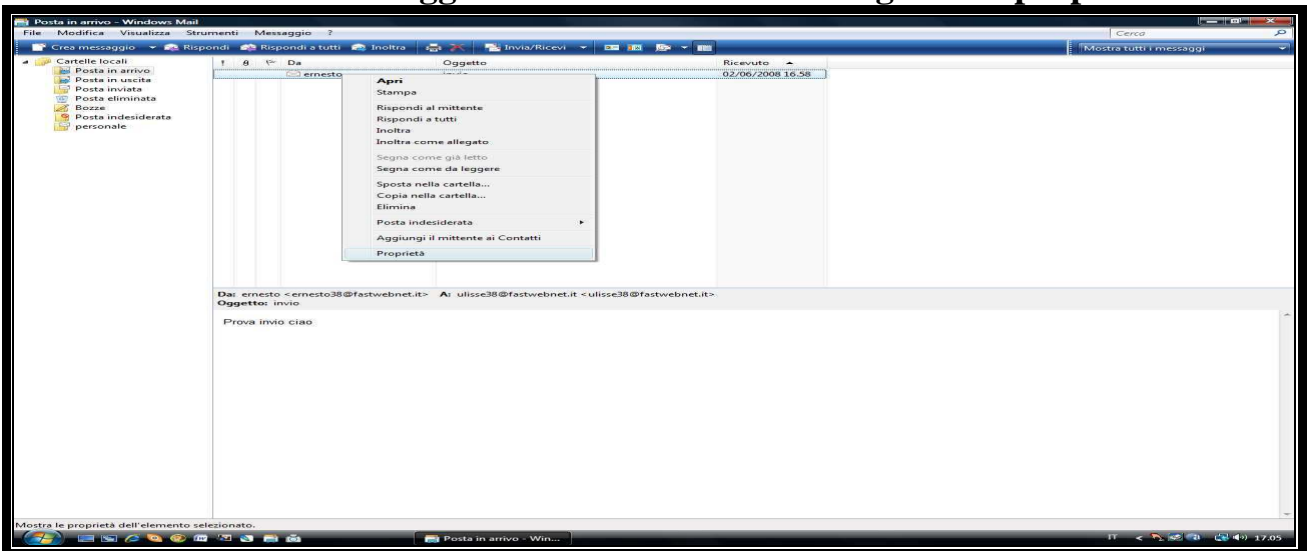 Posta in arrivo - Windows Mail
File Modifica Visualizza Strumenti Messaggio ?
Cerca
Crea messaggio Rispondi Rispondi a tutti Inoltra Invia/Ricevi
Mostra tutti i messaggi
Cartelle locali
Posta in arrivo
Posta in uscita
Posta inviata
Posta eliminata
Bozze
Posta indesiderata
personale
! Da Oggetto Ricevuto
ernesto 02/06/2008 16.58
Apri
Stampa
Rispondi al mittente
Rispondi a tutti
Inoltra
Inoltra come allegato
Segna come già letto
Segna come da leggere
Sposta nella cartella...
Copia nella cartella...
Elimina
Posta indesiderata
Aggiungi il mittente ai Contatti
Proprietà
Da: ernesto <ernesto38@fastwebnet.it> A: ulisse38@fastwebnet.it <ulisse38@fastwebnet.it>
Oggetto: invio
Prova invio ciao
Mostra le proprietà dell'elemento selezionato.
Posta in arrivo - Win...
IT < 17.05